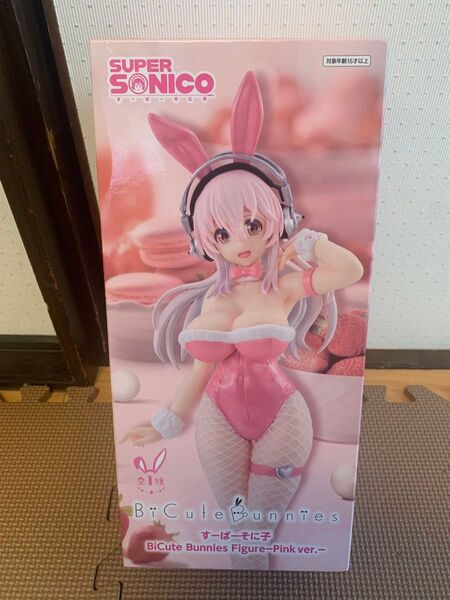 SUPER
SONICO
すーぱーそに子
対象年齢15才以上
全1種
BiCute Bunnies
すーぱーそに子
BiCute Bunnies Figure－Pink ver.－